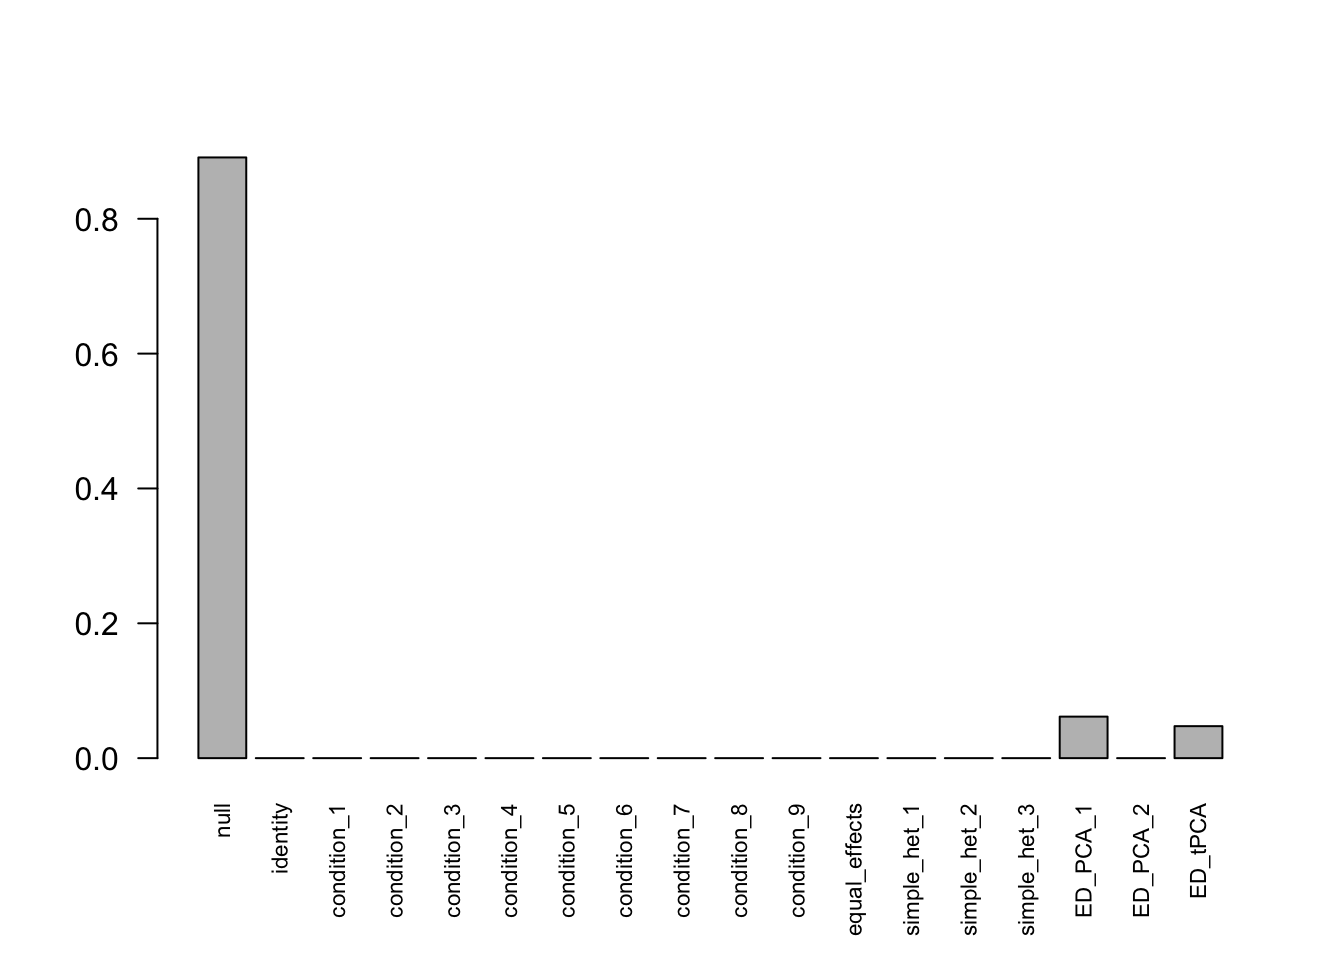 0.8
0.6
0.4
0.2
0.0
null
identity
condition_1
condition_2
condition_3
condition_4
condition_5
condition_6
condition_7
condition_8
condition_9
equal_effects
simple_het_1
simple_het_2
simple_het_3
ED_PCA_1
ED_PCA_2
ED_tPCA